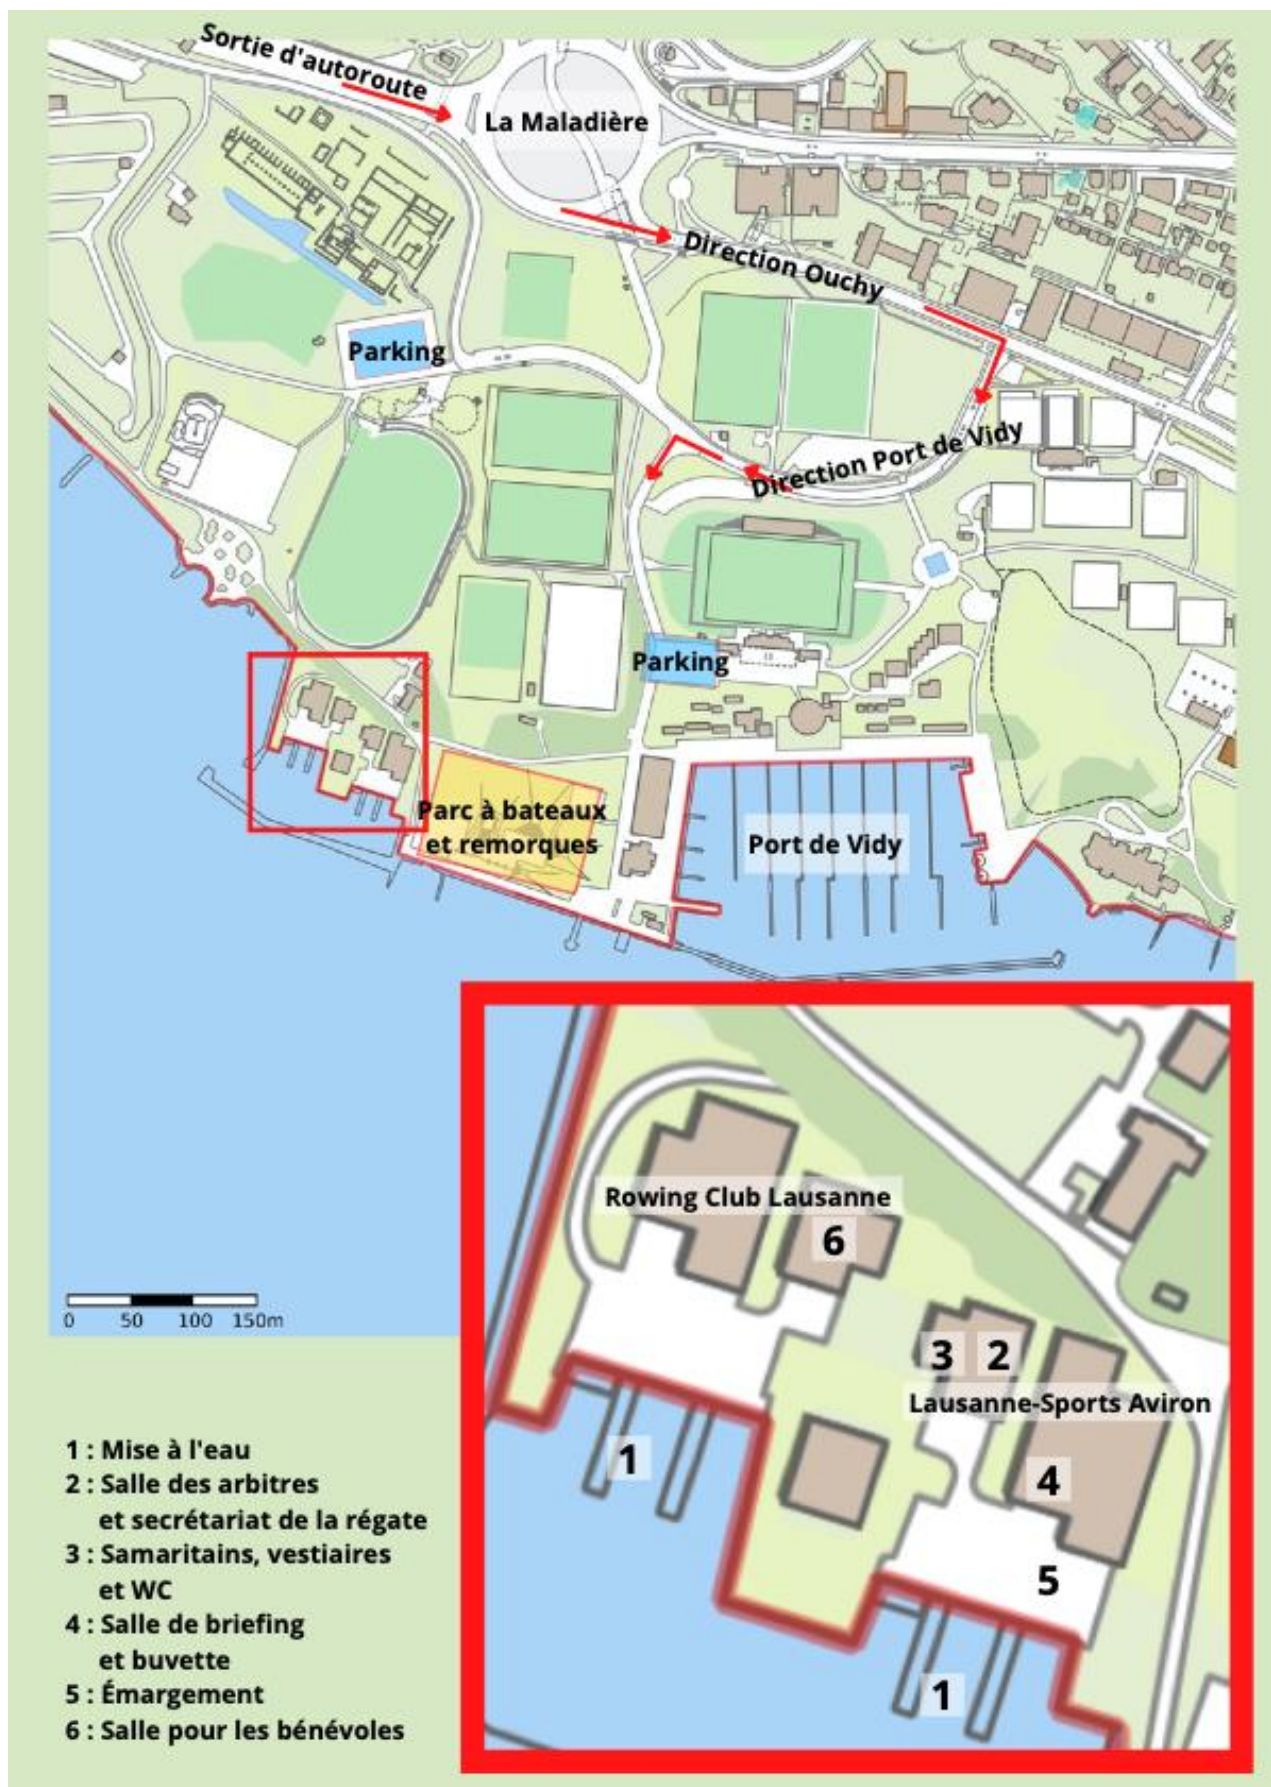 Sortie d'autoroute
La Maladière
Direction Ouchy
Parking
Direction Port de Vidy
Parking
Parc à bateaux
et remorques
Port de Vidy
Rowing Club Lausanne
6
3 2
Lausanne-Sports Aviron
1
4
5
1
0 50 100 150m
1 : Mise à l'eau
2 : Salle des arbitres
et secrétariat de la régate
3 : Samaritains, vestiaires
et WC
4 : Salle de briefing
et buvette
5 : Émargement
6 : Salle pour les bénévoles